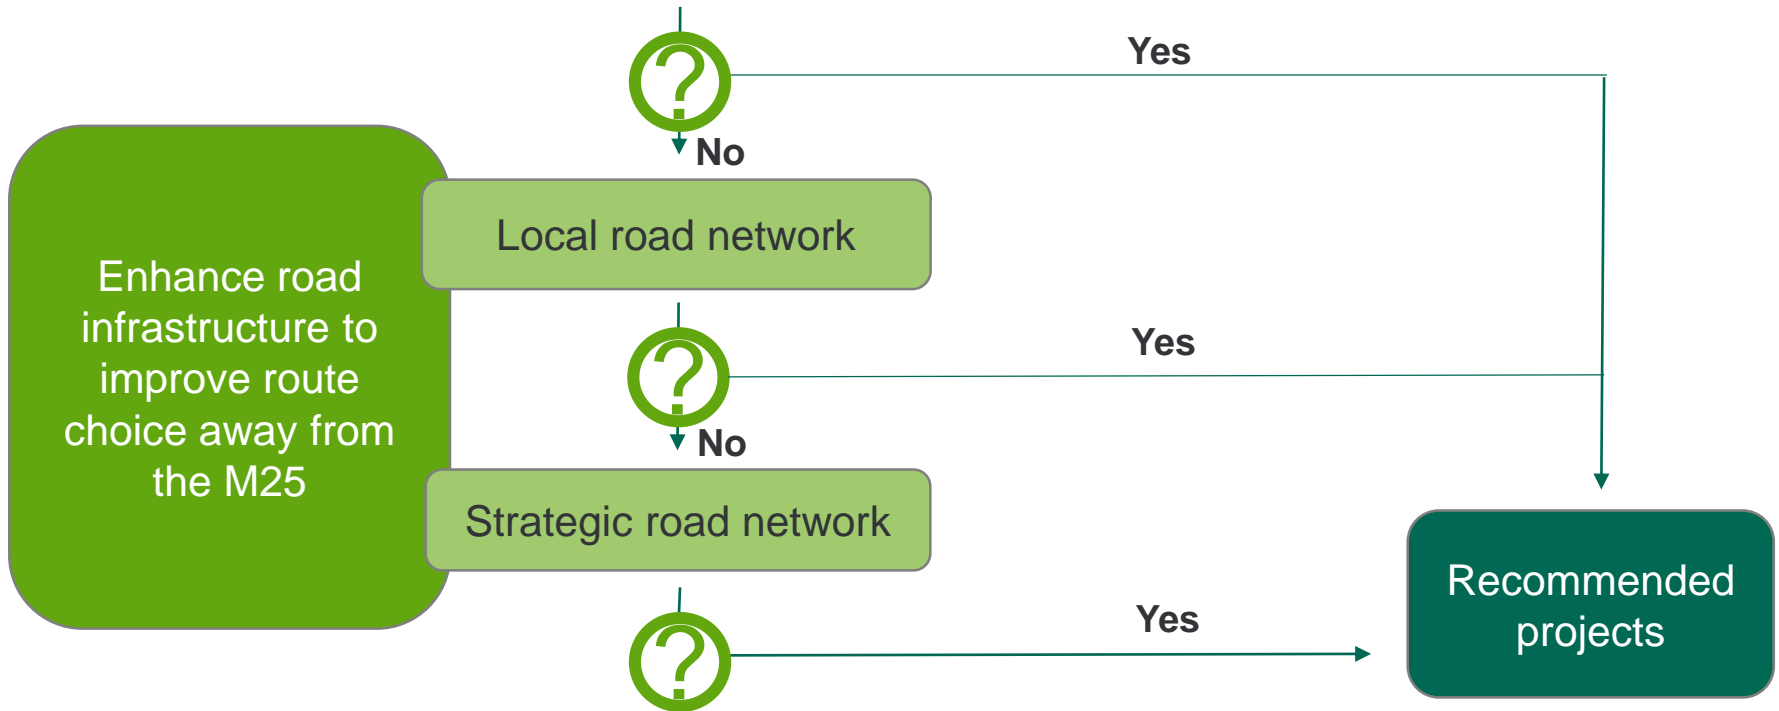 ?
Yes
No
Local road network
Enhance road
infrastructure to
improve route
choice away from
the M25
?
Yes
No
Strategic road network
?
Yes
Recommended
projects